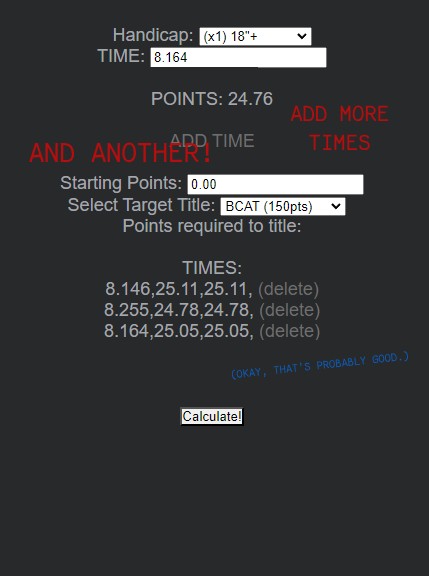 Handicap: (x1) 18"+
TIME: 8.164
POINTS: 24.76
ADD MORE
TIMES
ADD TIME
AND ANOTHER!
Starting Points: 0.00
Select Target Title: BCAT (150pts)
Points required to title:
TIMES:
8.146,25.11,25.11, (delete)
8.255,24.78,24.78, (delete)
8.164,25.05,25.05, (delete)
(OKAY, THAT'S PROBABLY GOOD.)
Calculate!